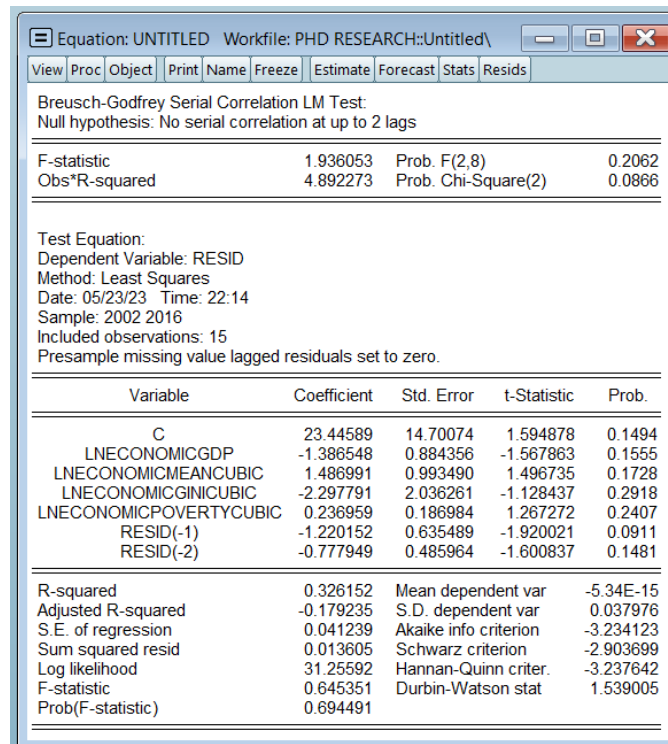 Equation: UNTITLED Workfile: PHD RESEARCH::Untitled\
View Proc Object Print Name Freeze Estimate Forecast Stats Resids
Breusch-Godfrey Serial Correlation LM Test:
Null hypothesis: No serial correlation at up to 2 lags
F-statistic 1.936053 Prob. F(2,8) 0.2062
Obs*R-squared 4.892273 Prob. Chi-Square(2) 0.0866
Test Equation:
Dependent Variable: RESID
Method: Least Squares
Date: 05/23/23 Time: 22:14
Sample: 2002 2016
Included observations: 15
Presample missing value lagged residuals set to zero.
Variable Coefficient Std. Error t-Statistic Prob.
C 23.44589 14.70074 1.594878 0.1494
LNECONOMICGDP -1.386548 0.884356 -1.567863 0.1555
LNECONOMICMEANCUBIC 1.486991 0.993490 1.496735 0.1728
LNECONOMICGINICUBIC -2.297791 2.036261 -1.128437 0.2918
LNECONOMICPOVERTYCUBIC 0.236959 0.186984 1.267272 0.2407
RESID(-1) -1.220152 0.635489 -1.920021 0.0911
RESID(-2) -0.777949 0.485964 -1.600837 0.1481
R-squared 0.326152 Mean dependent var -5.34E-15
Adjusted R-squared -0.179235 S.D. dependent var 0.037976
S.E. of regression 0.041239 Akaike info criterion -3.234123
Sum squared resid 0.013605 Schwarz criterion -2.903699
Log likelihood 31.25592 Hannan-Quinn criter. -3.237642
F-statistic 0.645351 Durbin-Watson stat 1.539005
Prob(F-statistic) 0.694491